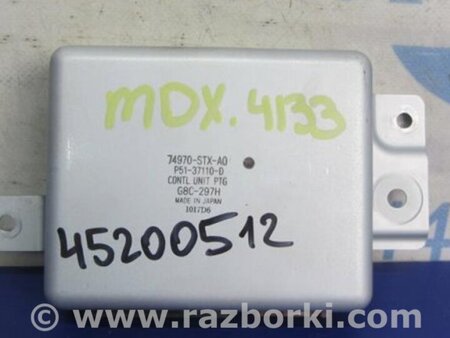 MDX.4133
74970-STX-A0
P51-37110-D
CONTL UNIT PTG
G8C-297H
MADE IN JAPAN
1017D6
45200512
www.razborki.com